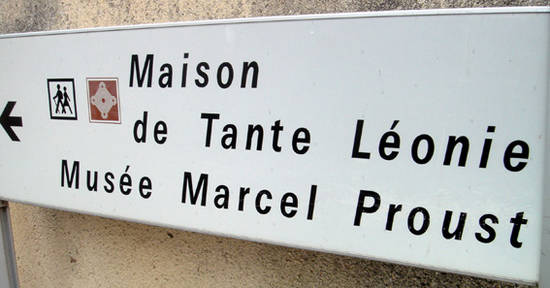 Maison
de Tante Léonie
Musée Marcel Proust